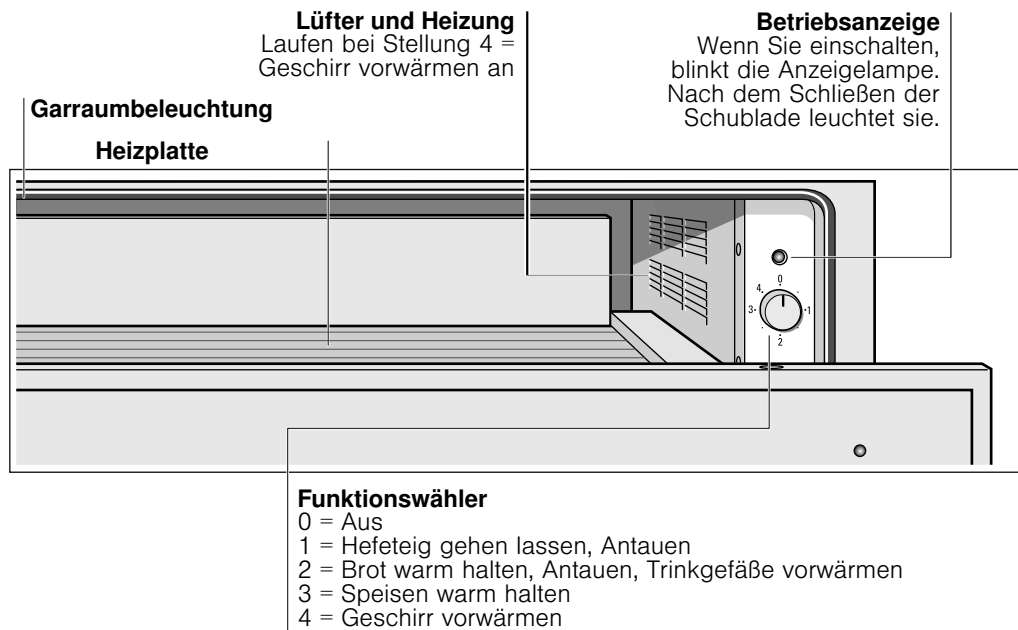 Lüfter und Heizung
Laufen bei Stellung 4 =
Geschirr vorwärmen an
Betriebsanzeige
Wenn Sie einschalten,
blinkt die Anzeigelampe.
Nach dem Schließen der
Schublade leuchtet sie.
Garraumbeleuchtung
Heizplatte
0
4
3
1
2
Funktionswähler
0 = Aus
1 = Hefeteig gehen lassen, Antauen
2 = Brot warm halten, Antauen, Trinkgefäße vorwärmen
3 = Speisen warm halten
4 = Geschirr vorwärmen